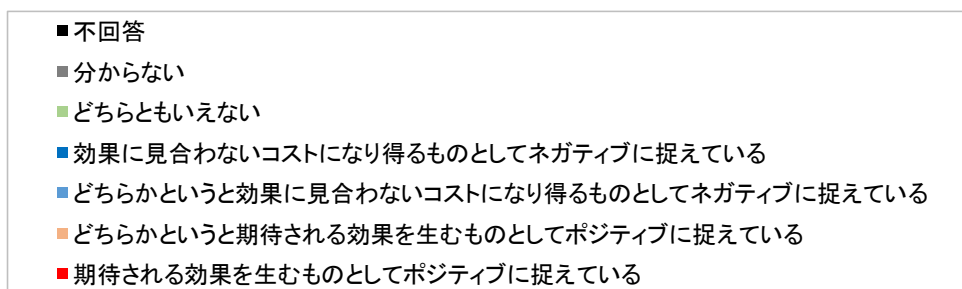 不回答
分からない
どちらともいえない
効果に見合わないコストになり得るものとしてネガティブに捉えている
どちらかというと効果に見合わないコストになり得るものとしてネガティブに捉えている
どちらかというと期待される効果を生むものとしてポジティブに捉えている
期待される効果を生むものとしてポジティブに捉えている